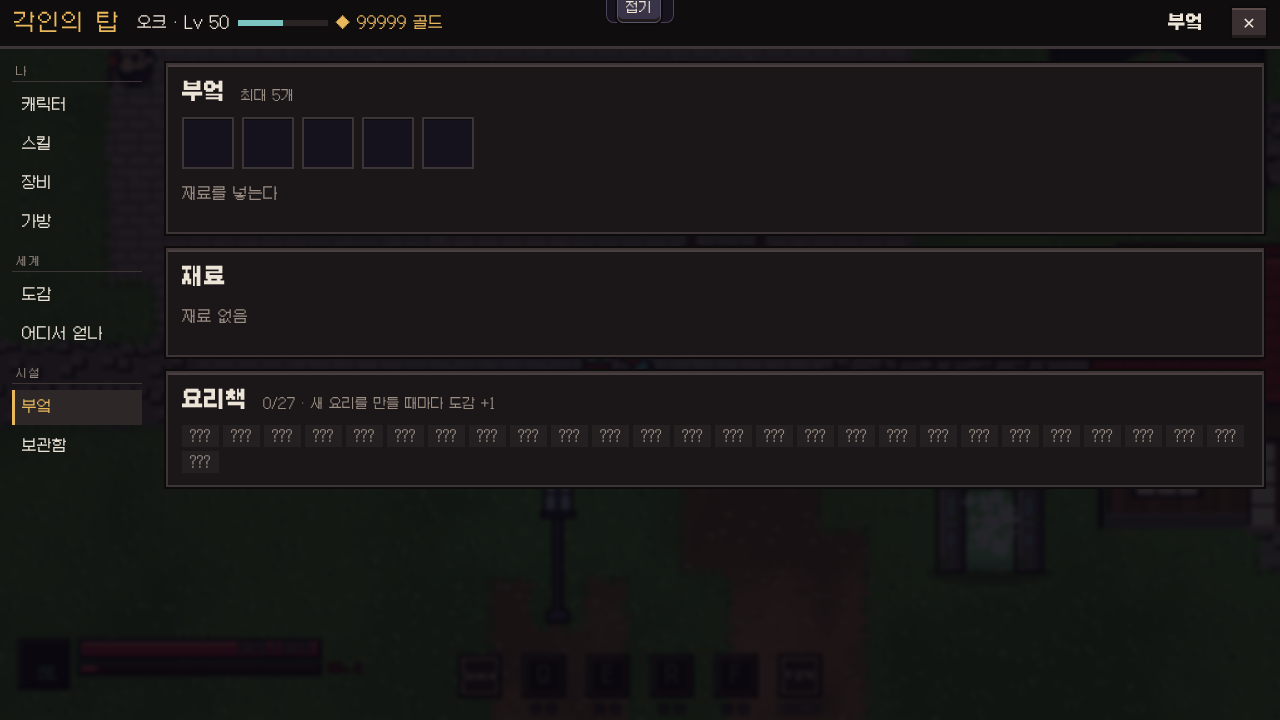 각인의 탑 오크 · Lv 50 ◆ 99999 골드 접기 부엌 ×
나
캐릭터
스킬
장비
가방
세계
도감
어디서 얻나
시설
부엌
보관함
부엌 최대 5개
재료를 넣는다
재료
재료 없음
요리책 0/27 · 새 요리를 만들 때마다 도감 +1
??? ??? ??? ??? ??? ??? ??? ??? ??? ??? ??? ??? ??? ??? ??? ??? ??? ??? ??? ??? ??? ??? ??? ??? ??? ???
???